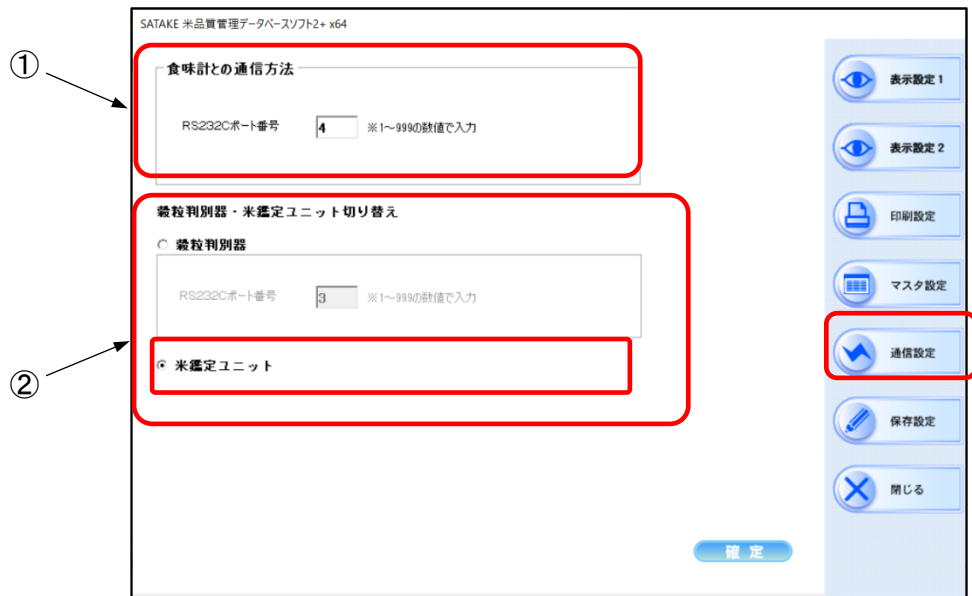 SATAKE 米品質管理データベースソフト2+ x64
①
食味計との通信方法
RS232Cポート番号 4 ※1～999の数値で入力
穀粒判別器・米鑑定ユニット切り替え
穀粒判別器
RS232Cポート番号 3 ※1～999の数値で入力
②
米鑑定ユニット
確 定
表示設定1
表示設定2
印刷設定
マスタ設定
通信設定
保存設定
閉じる